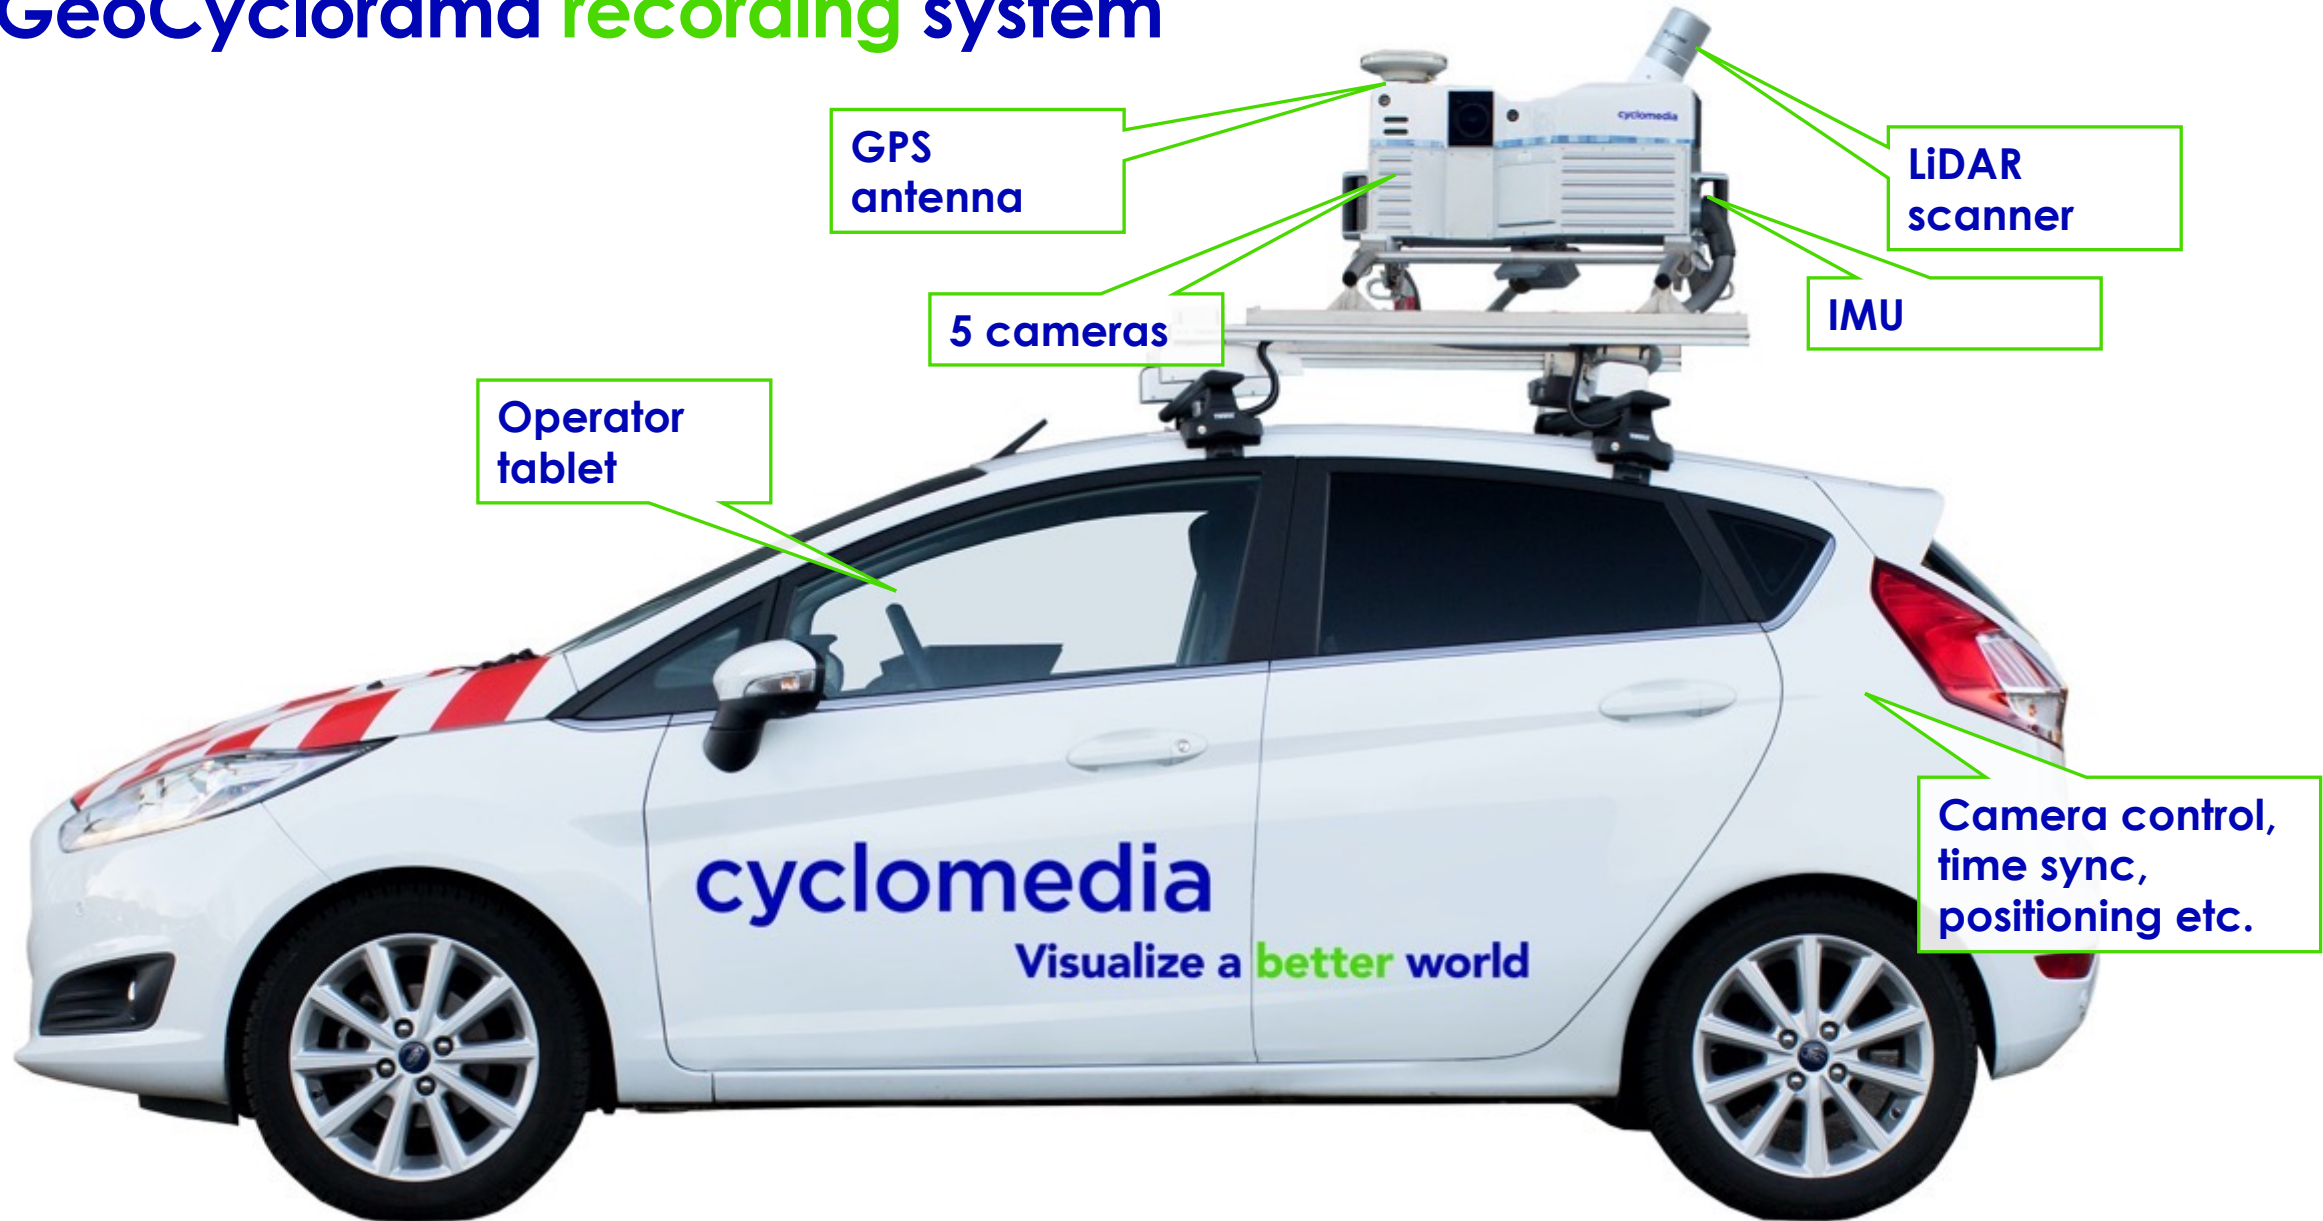 GeoCyclorama recording system
GPS
antenna
cyclomedia
LiDAR
scanner
5 cameras
IMU
Operator
tablet
Camera control,
time sync,
positioning etc.
cyclomedia
Visualize a better world